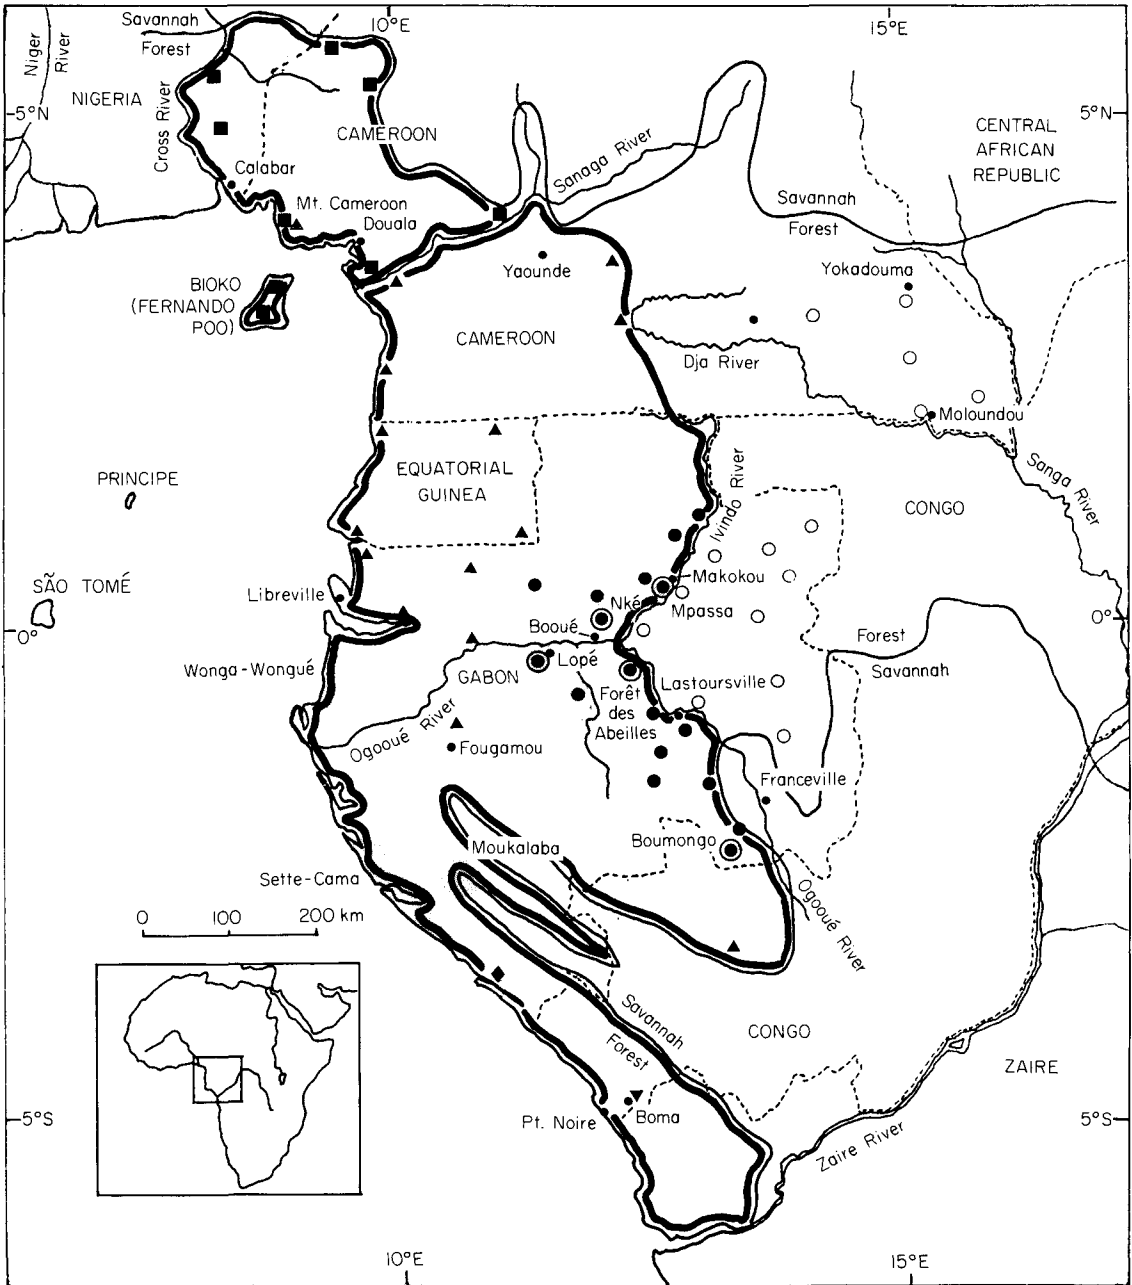 Savannah
10°E
15°E
Forest
Niger
River
NIGERIA
5°N
5°N
Cross River
CAMEROON
CENTRAL
AFRICAN
REPUBLIC
Sanaga River
Calabar
Mt. Cameroon
Douala
Savannah
Forest
Yaounde
Yokadouma
BIOKO
(FERNANDO
POO)
CAMEROON
Dja River
Moloundou
EQUATORIAL
GUINEA
Ivindo River
Sanga River
PRINCIPE
CONGO
SÃO TOMÉ
Libreville
Makokou
Nké
Mpassa
0°
Booué
0°
Forest
Savannah
Wonga-Wongué
Lopé
GABON
Lastoursville
Forêt
des
Abeilles
Ogooué River
Fougamou
Franceville
Moukalaba
Boumongo
Sette-Cama
Ogooué River
0 100 200 km
Savannah
Forest
CONGO
ZAIRE
5°S
Pt. Noire
Boma
5°S
Zaire River
10°E
15°E